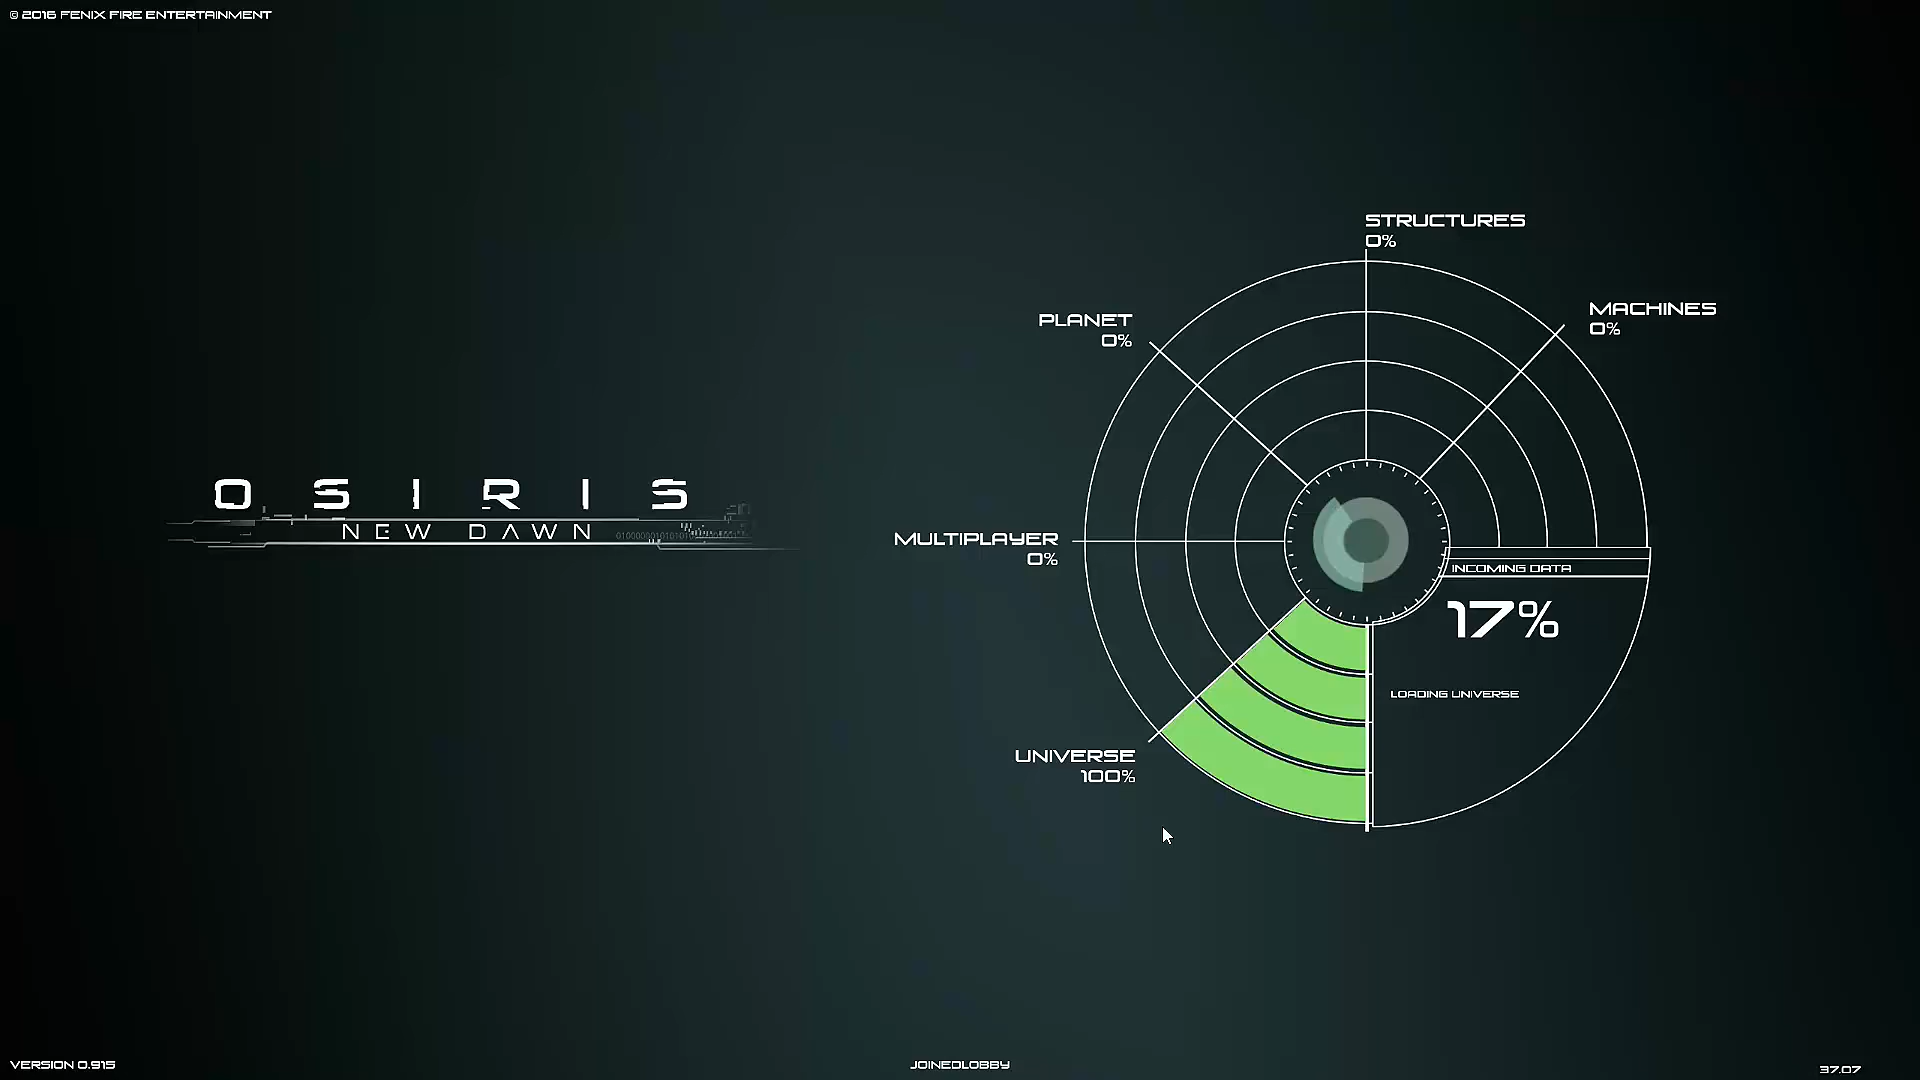 © 2016 FENIX FIRE ENTERTAINMENT
STRUCTURES
0%
MACHINES
0%
PLANET
0%
OSIRIS
NEW DAWN
MULTIPLAYER
0%
INCOMING DATA
17%
LOADING UNIVERSE
UNIVERSE
100%
VERSION 0.915
JOINEDLOBBY
37.07